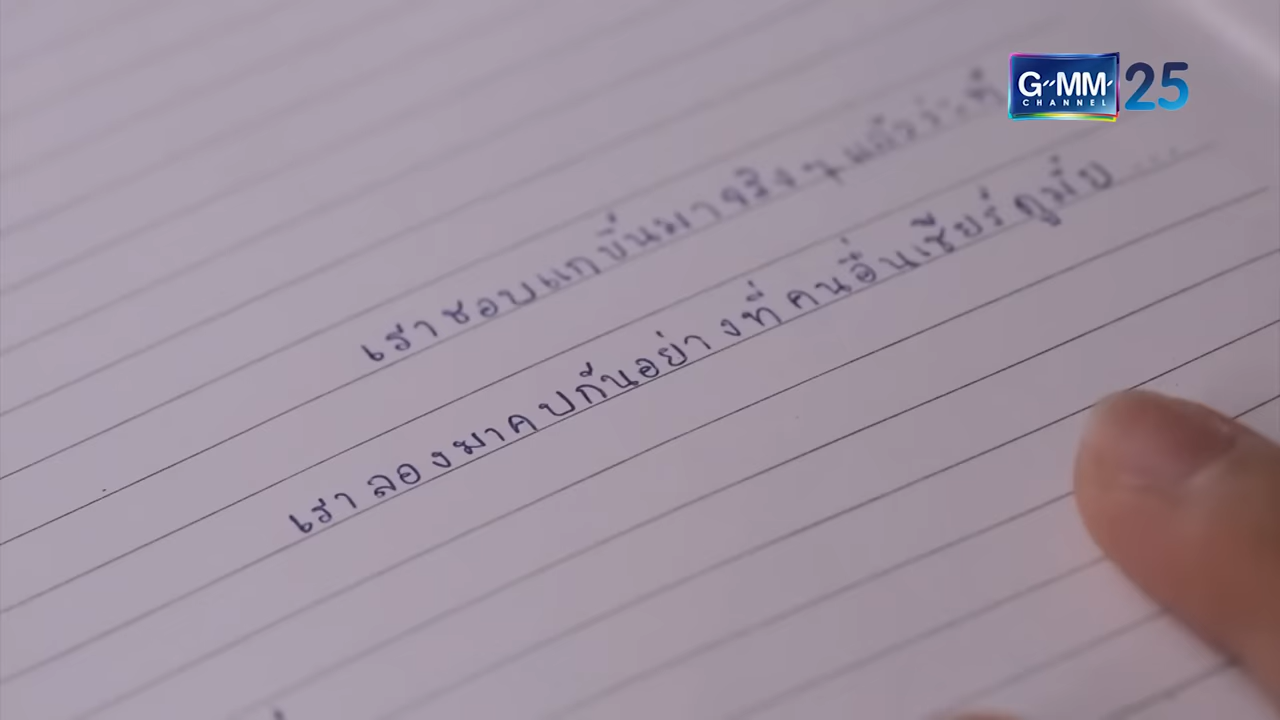 GMM 25
CHANNEL
เราชอบแกขึ้นมาจริงๆ แล้วว่ะ
เราลองมาคบกันอย่างที่คนอื่นเชียร์ดูมั้ย ...